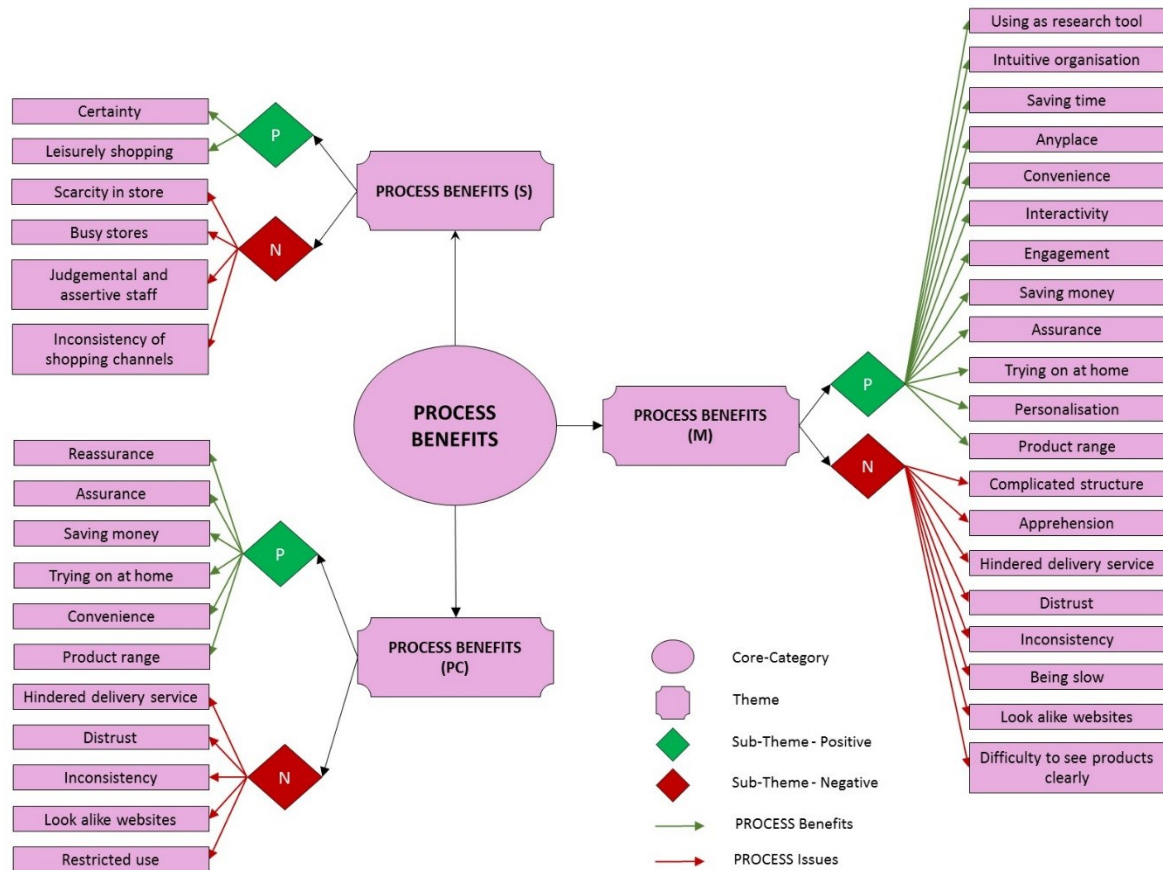 Certainty
Leisurely shopping
Scarcity in store
Busy stores
Judgemental and
assertive staff
Inconsistency of
shopping channels
P
N
PROCESS BENEFITS (S)
PROCESS
BENEFITS
PROCESS BENEFITS
(M)
P
N
Using as research tool
Intuitive organisation
Saving time
Anyplace
Convenience
Interactivity
Engagement
Saving money
Assurance
Trying on at home
Personalisation
Product range
Complicated structure
Apprehension
Hindered delivery service
Distrust
Inconsistency
Being slow
Look alike websites
Difficulty to see products
clearly
Reassurance
Assurance
Saving money
Trying on at home
Convenience
Product range
Hindered delivery service
Distrust
Inconsistency
Look alike websites
Restricted use
P
N
PROCESS BENEFITS
(PC)
Core-Category
Theme
Sub-Theme - Positive
Sub-Theme - Negative
PROCESS Benefits
PROCESS Issues